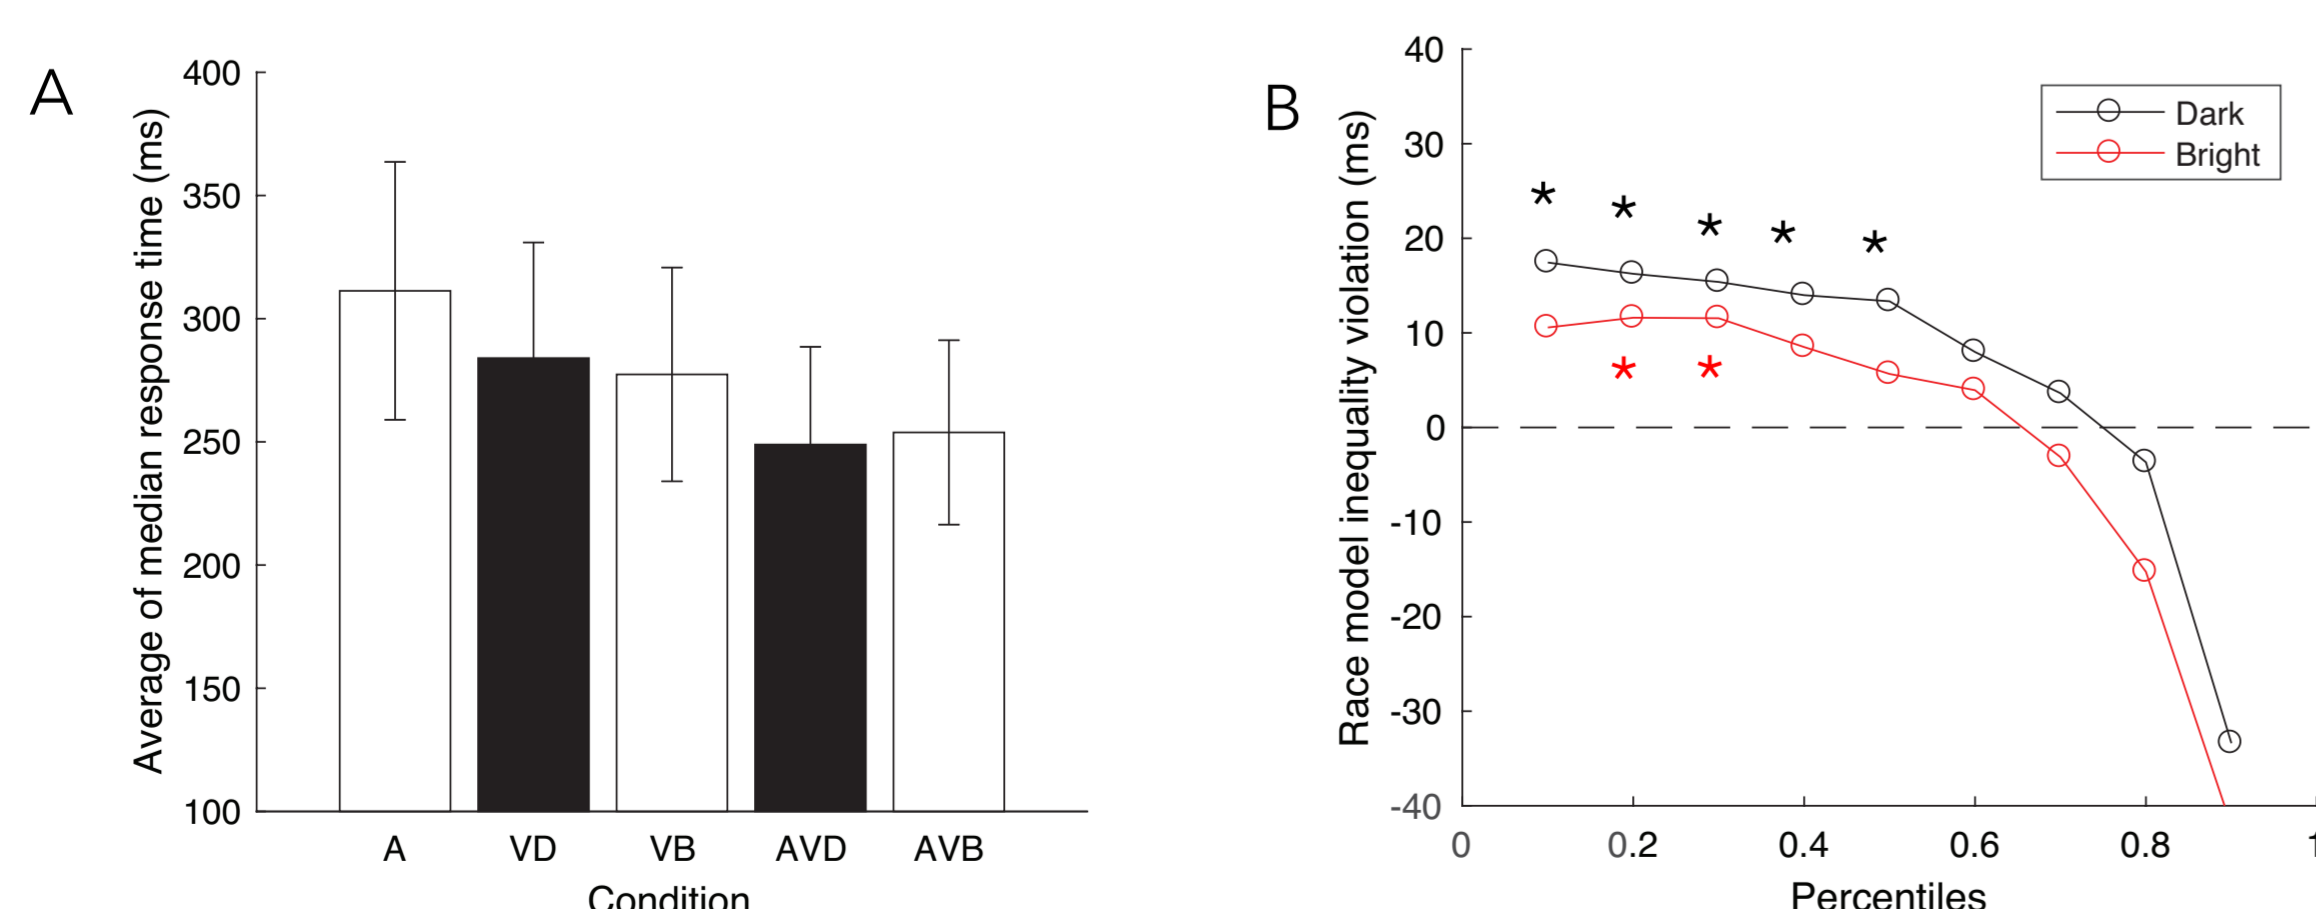 A
Average of median response time (ms)
400
350
300
250
200
150
100
A VD VB AVD AVB
Condition
B
Race model inequality violation (ms)
40
30
20
10
0
-10
-20
-30
-40
0 0.2 0.4 0.6 0.8 1
Percentiles
Dark
Bright
* * * * *
* *